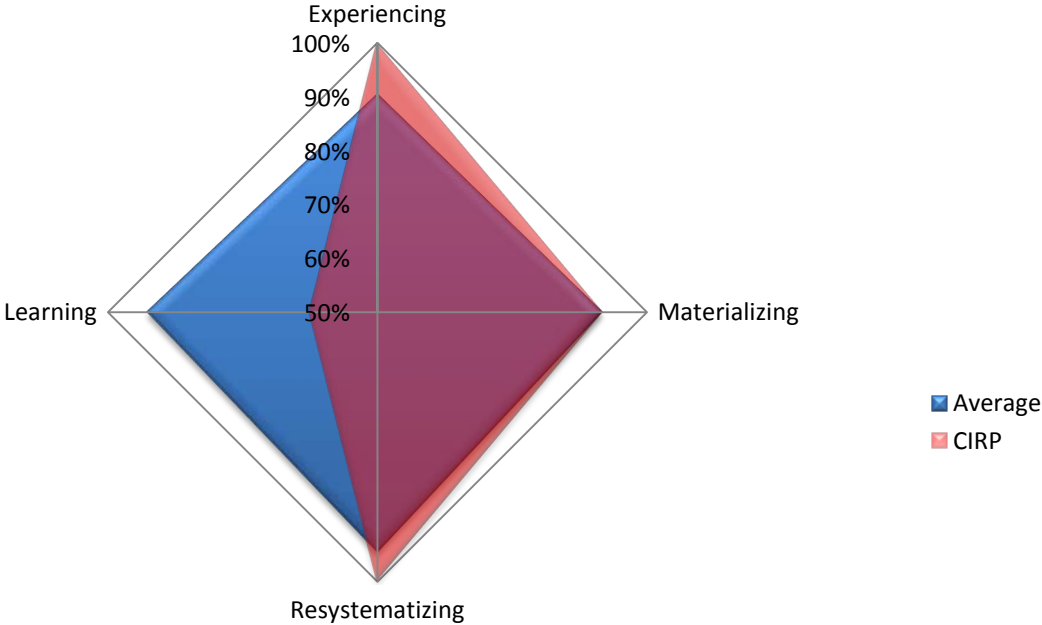 Experiencing
100%
90%
80%
70%
60%
50%
Learning
Materializing
Resystematizing
Average
CIRP